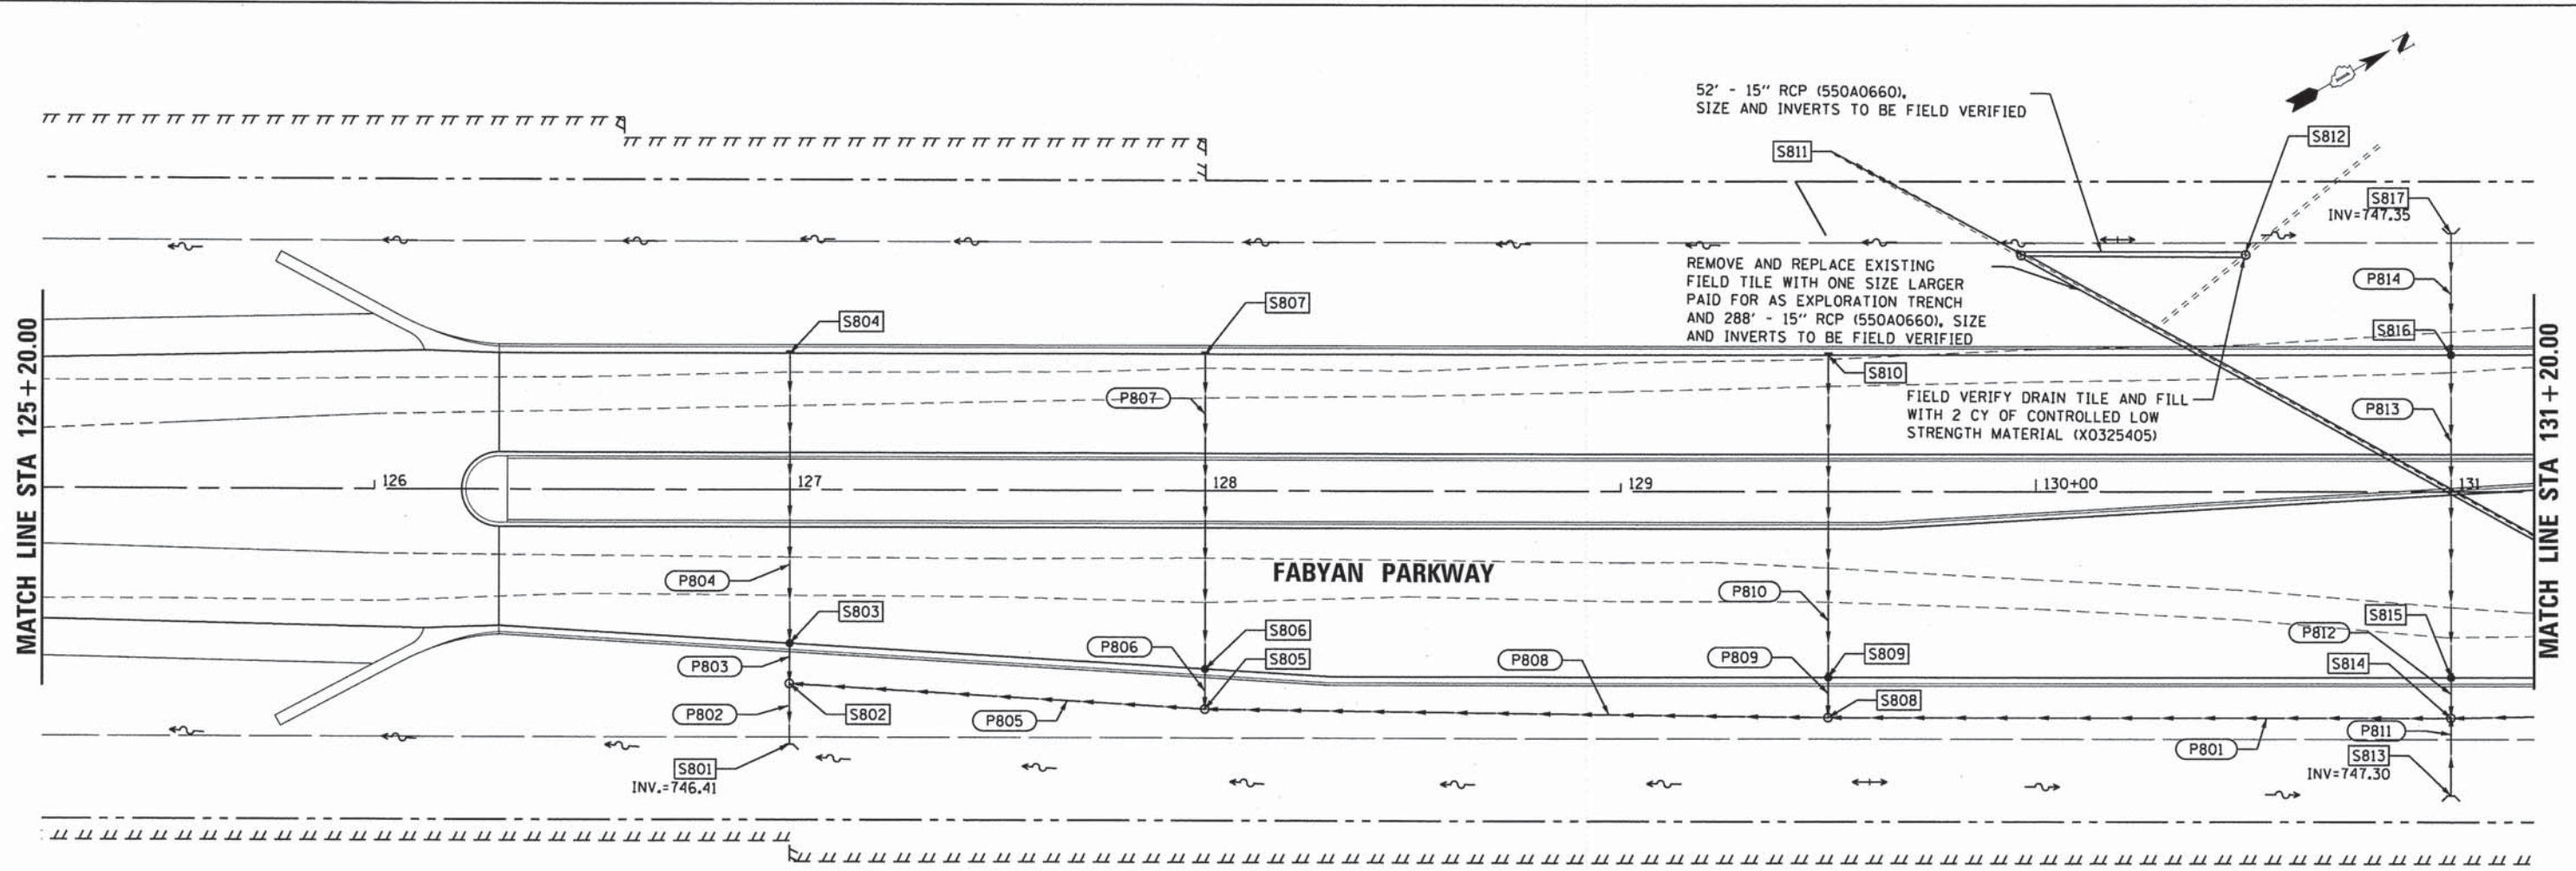 N
52' - 15" RCP (550A0660),
SIZE AND INVERTS TO BE FIELD VERIFIED
S811
S812
S817
INV=747.35
REMOVE AND REPLACE EXISTING
FIELD TILE WITH ONE SIZE LARGER
PAID FOR AS EXPLORATION TRENCH
AND 288' - 15" RCP (550A0660), SIZE
AND INVERTS TO BE FIELD VERIFIED
P814
S804
S807
S816
S810
P807
FIELD VERIFY DRAIN TILE AND FILL
WITH 2 CY OF CONTROLLED LOW
STRENGTH MATERIAL (X0325405)
P813
MATCH LINE STA 125+20.00
MATCH LINE STA 131+20.00
126
127
128
129
130+00
131
FABYAN PARKWAY
P804
P810
S803
S806
S815
P812
P803
P806
S805
P808
P809
S809
S814
P802
S802
P805
S808
P811
P801
S801
INV.=746.41
S813
INV=747.30